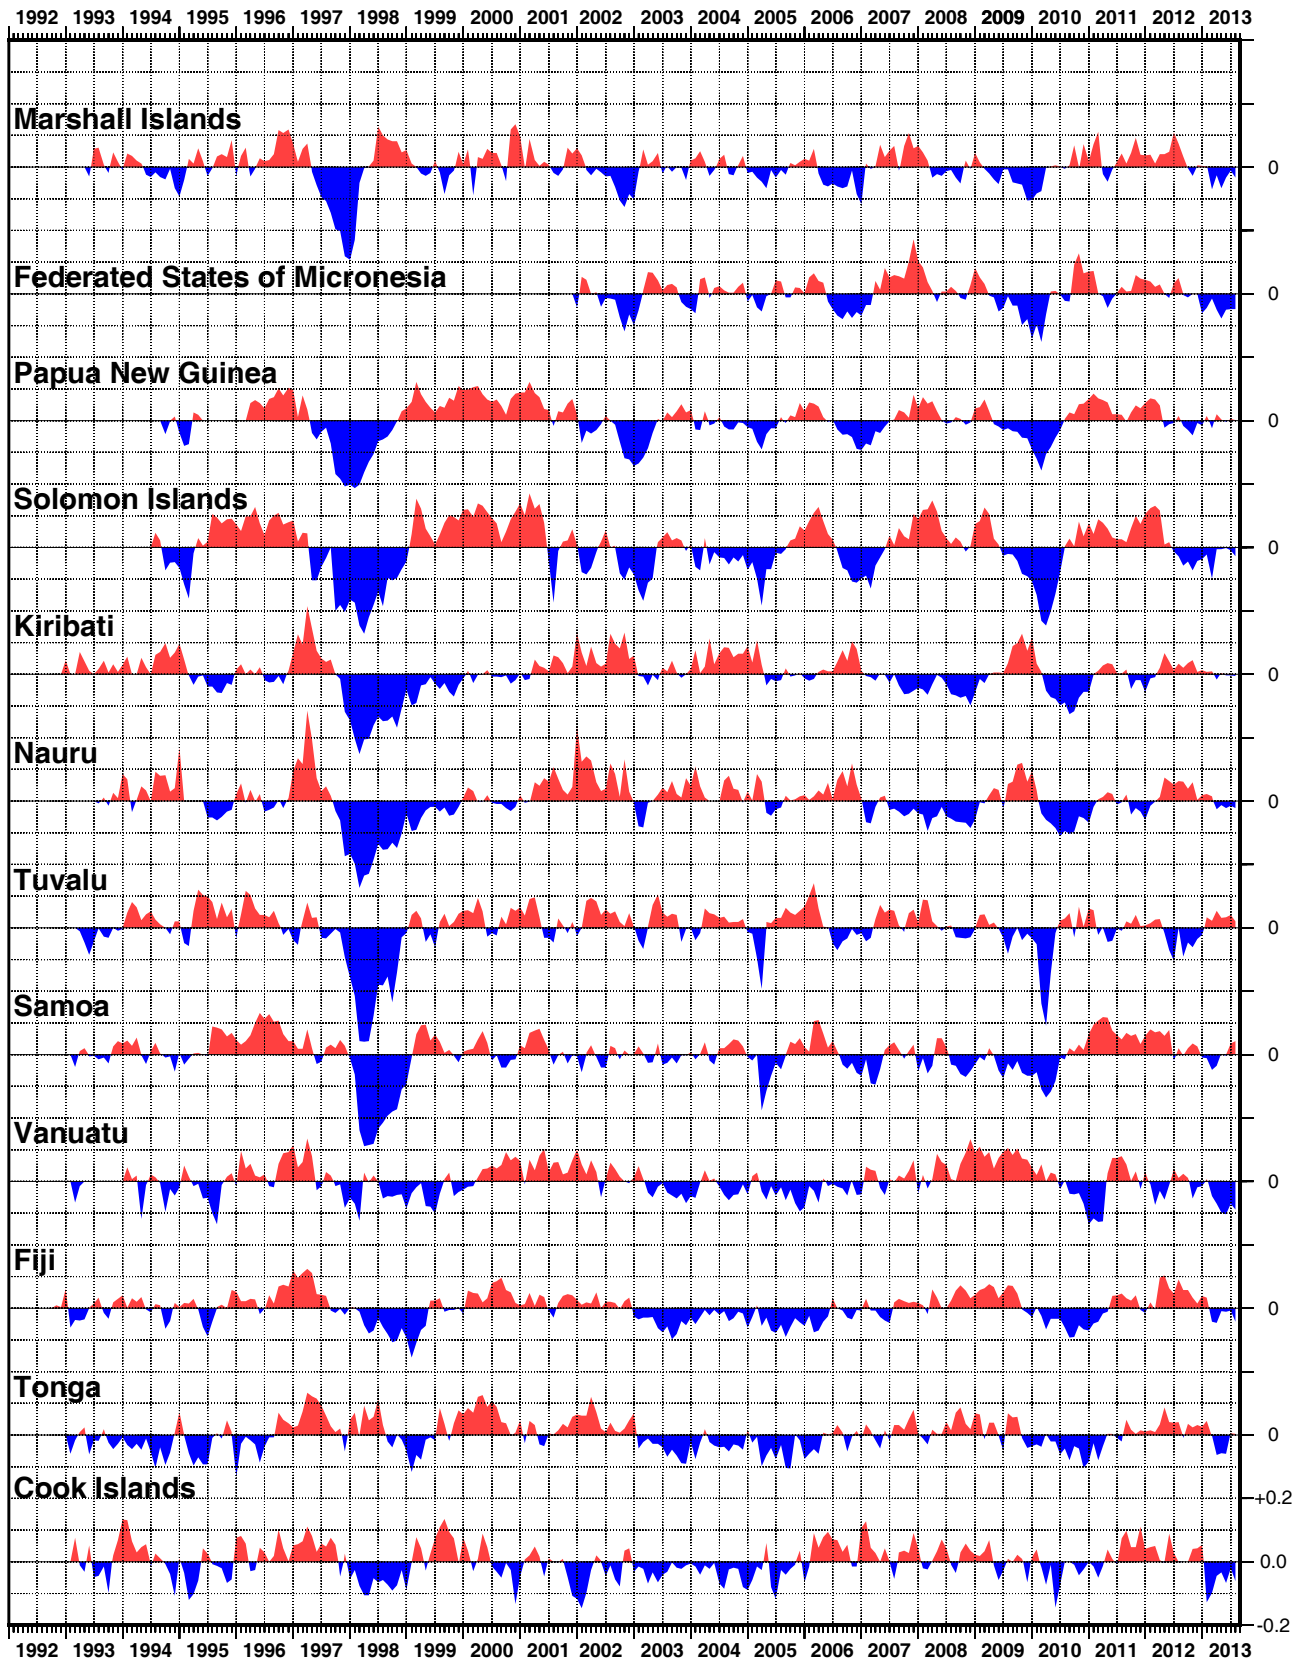 1992 1993 1994 1995 1996 1997 1998 1999 2000 2001 2002 2003 2004 2005 2006 2007 2008 2009 2010 2011 2012 2013
Marshall Islands
0
Federated States of Micronesia
0
Papua New Guinea
0
Solomon Islands
0
Kiribati
0
Nauru
0
Tuvalu
0
Samoa
0
Vanuatu
0
Fiji
0
Tonga
0
Cook Islands
+0.2
0.0
-0.2
1992 1993 1994 1995 1996 1997 1998 1999 2000 2001 2002 2003 2004 2005 2006 2007 2008 2009 2010 2011 2012 2013